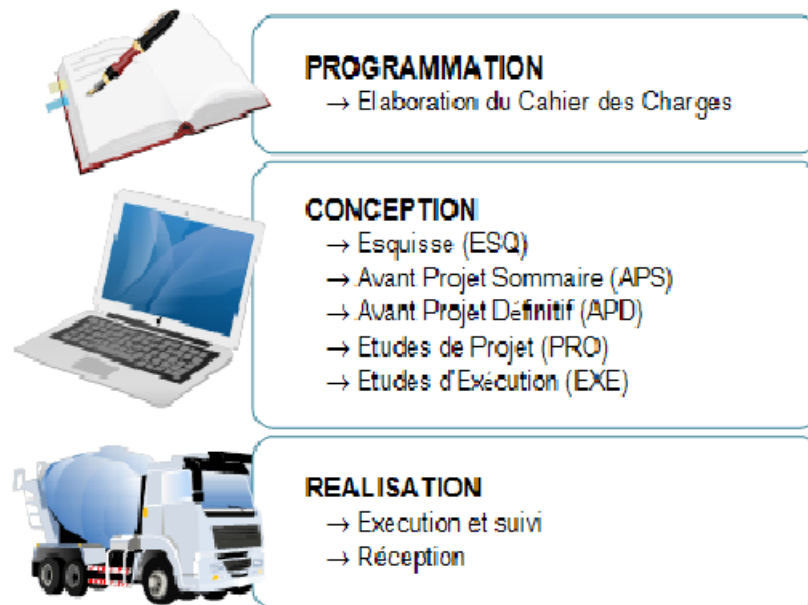 PROGRAMMATION
→ Elaboration du Cahier des Charges
CONCEPTION
→ Esquisse (ESQ)
→ Avant Projet Sommaire (APS)
→ Avant Projet Définitif (APD)
→ Etudes de Projet (PRO)
→ Etudes d'Exécution (EXE)
REALISATION
→ Execution et suivi
→ Réception